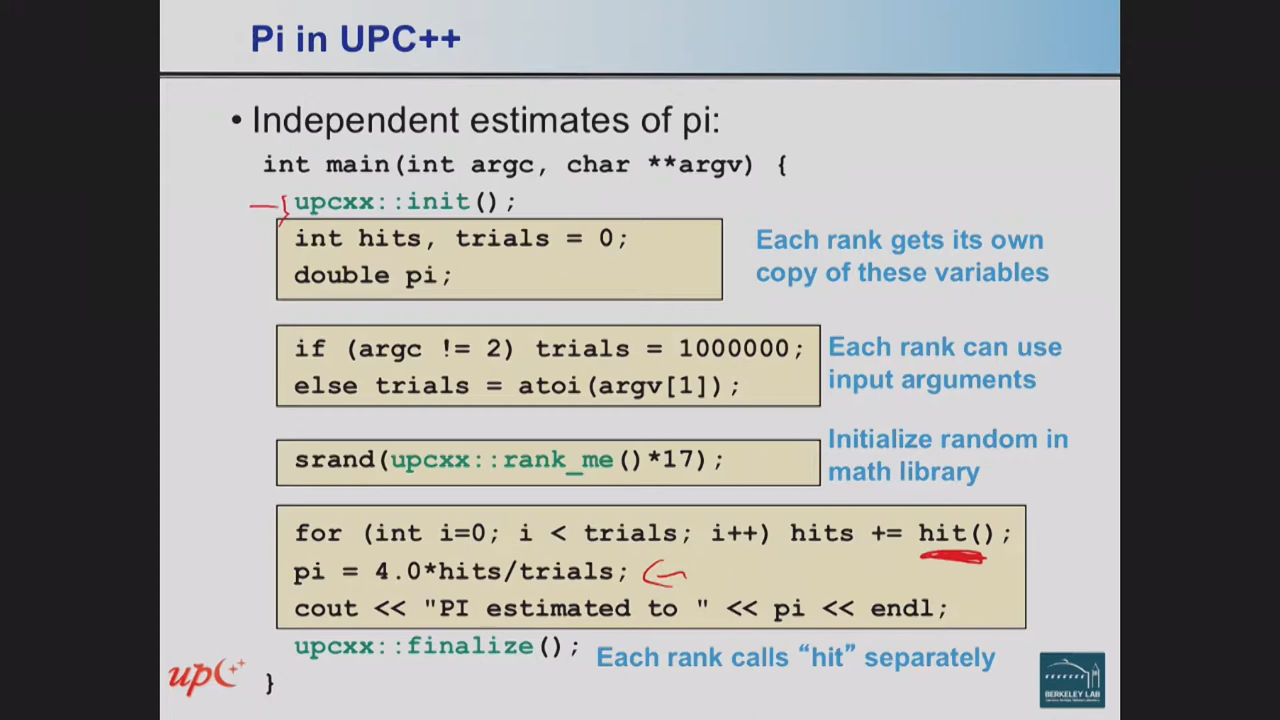 Pi in UPC++
• Independent estimates of pi:
int main(int argc, char **argv) {
upcxx::init();
int hits, trials = 0;
double pi;
Each rank gets its own
copy of these variables
if (argc != 2) trials = 1000000;
else trials = atoi(argv[1]);
Each rank can use
input arguments
srand(upcxx::rank_me()*17);
Initialize random in
math library
for (int i=0; i < trials; i++) hits += hit();
pi = 4.0*hits/trials;
cout << "PI estimated to " << pi << endl;
upcxx::finalize();
Each rank calls “hit” separately
}
upC++
BERKELEY LAB